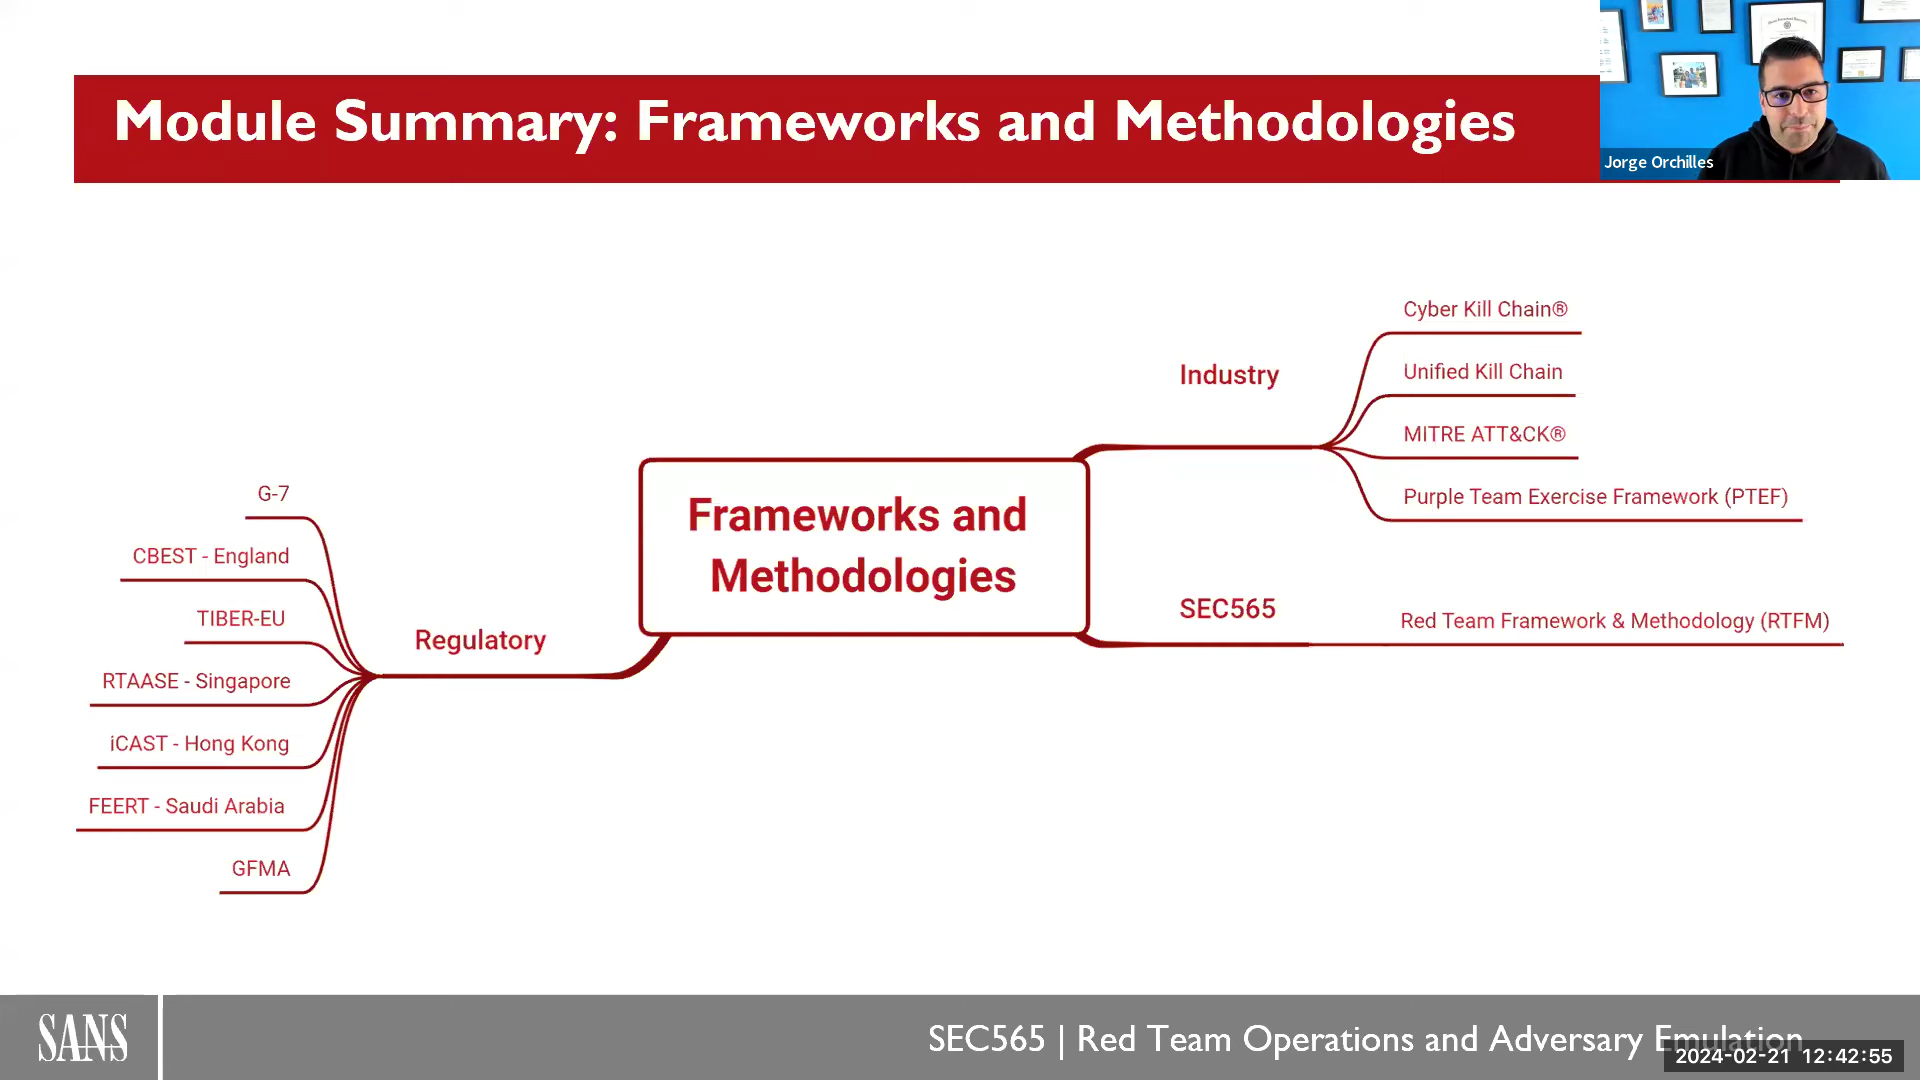 Module Summary: Frameworks and Methodologies
Jorge Orchilles
Frameworks and
Methodologies
Industry
Cyber Kill Chain®
Unified Kill Chain
MITRE ATT&CK®
Purple Team Exercise Framework (PTEF)
SEC565
Red Team Framework & Methodology (RTFM)
Regulatory
G-7
CBEST - England
TIBER-EU
RTAASE - Singapore
iCAST - Hong Kong
FEERT - Saudi Arabia
GFMA
SANS
SEC565 | Red Team Operations and Adversary Emulation
2024-02-21 12:42:55